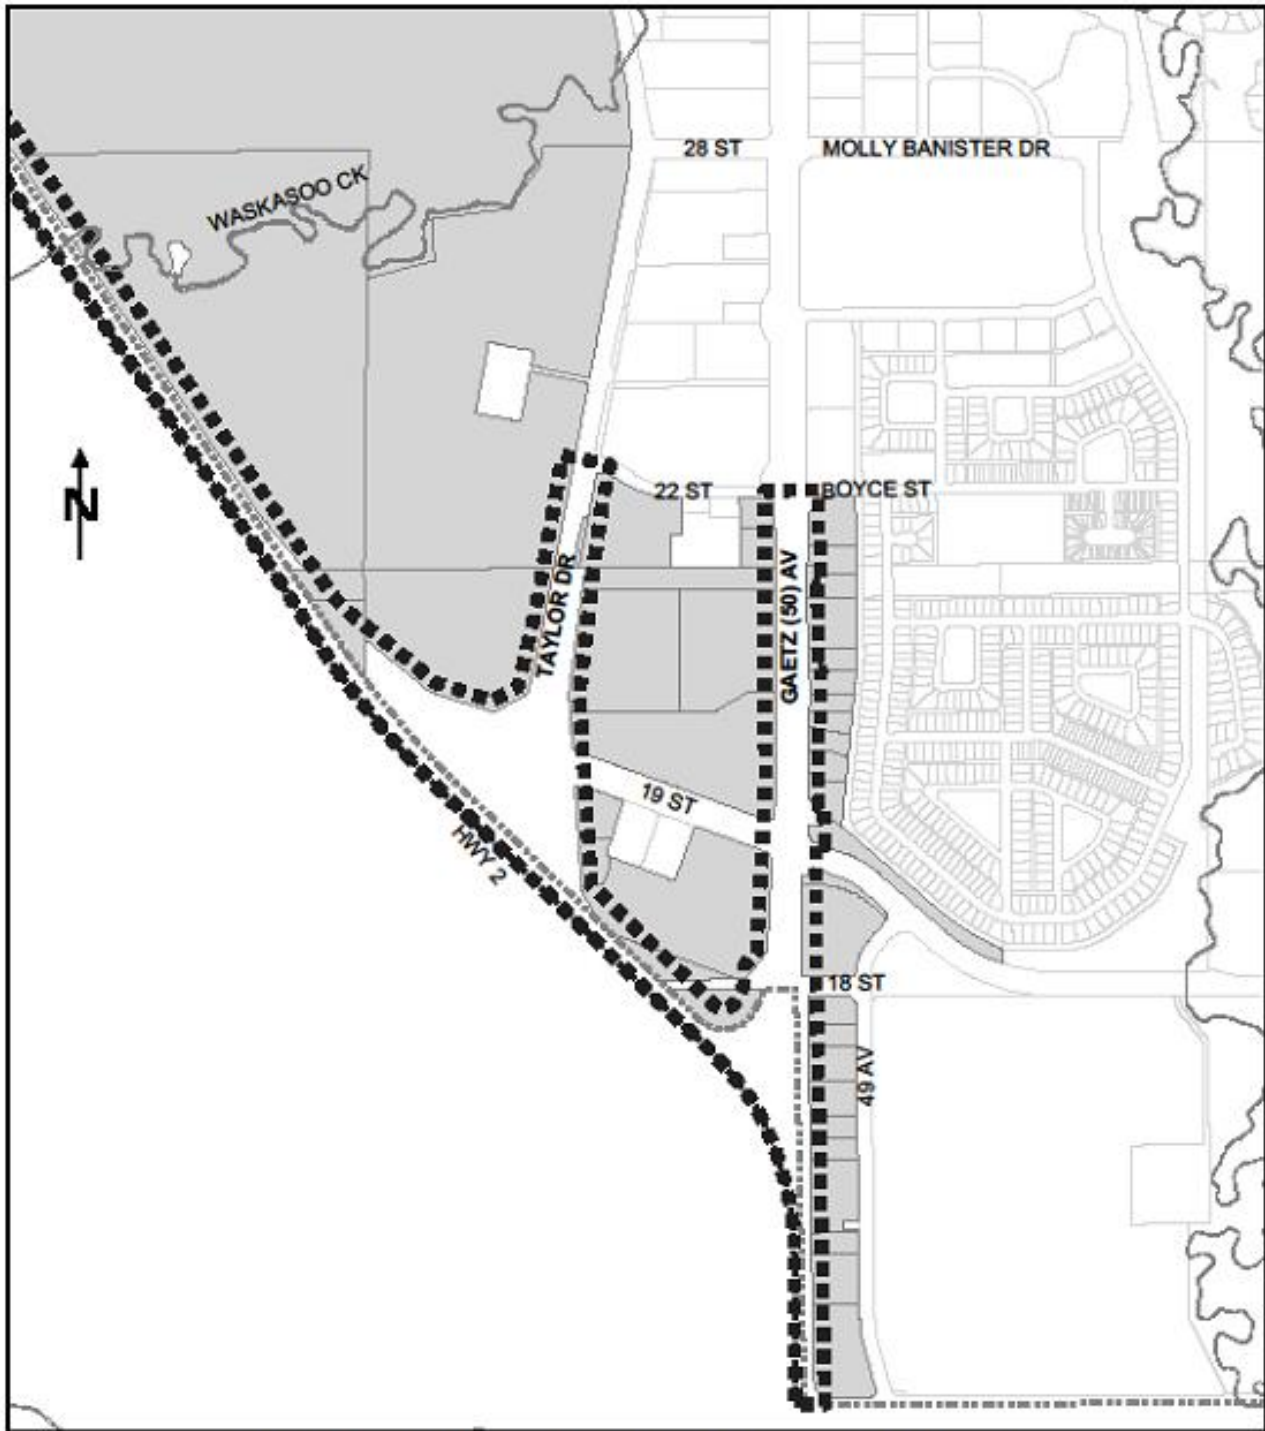 28 ST
MOLLY BANISTER DR
WASKASOO CK
N
22 ST
BOYCE ST
TAYLOR DR
GAETZ (50) AV
19 ST
HWY 2
18 ST
49 AV